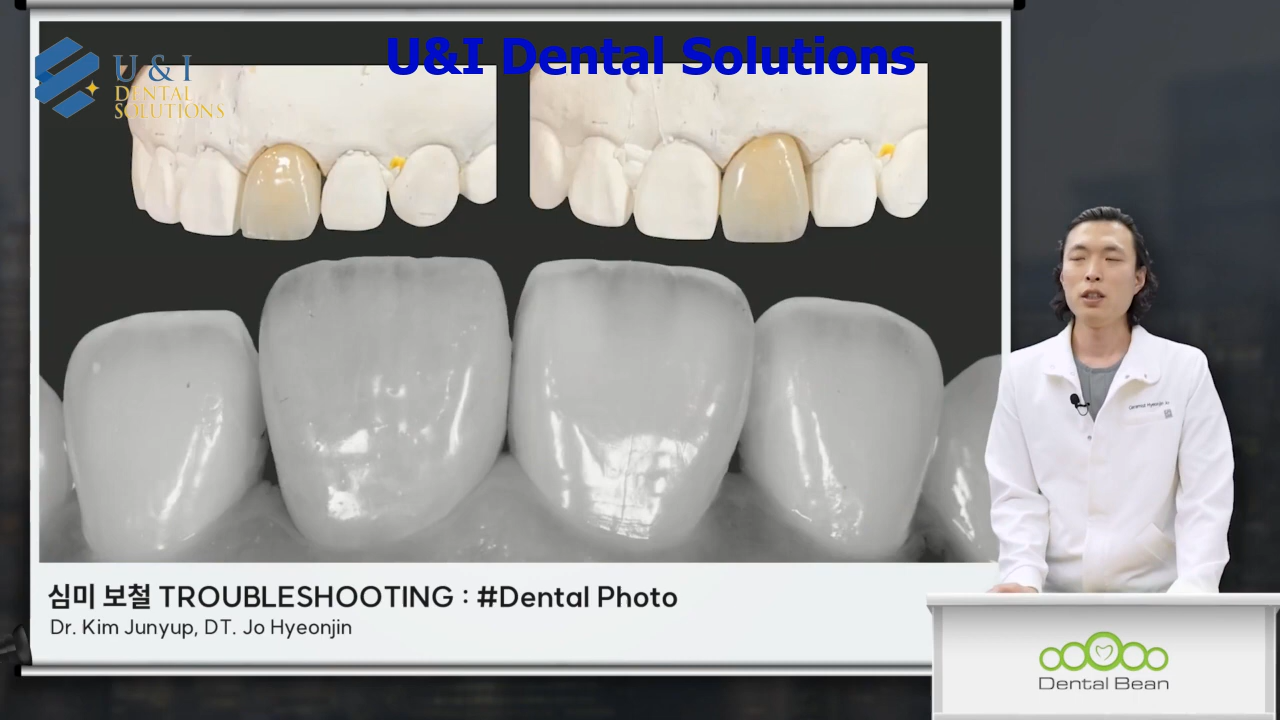 U&I Dental Solutions
U & I
DENTAL
SOLUTIONS
심미 보철 TROUBLESHOOTING : #Dental Photo
Dr. Kim Junyup, DT. Jo Hyeonjin
Dental Bean